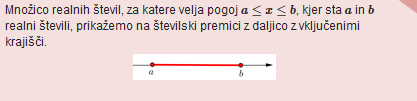 Množico realnih števil, za katere velja pogoj a ≤ x ≤ b, kjer sta a in b
realni števili, prikažemo na številski premici z daljico z vključenimi
krajišči.
a b